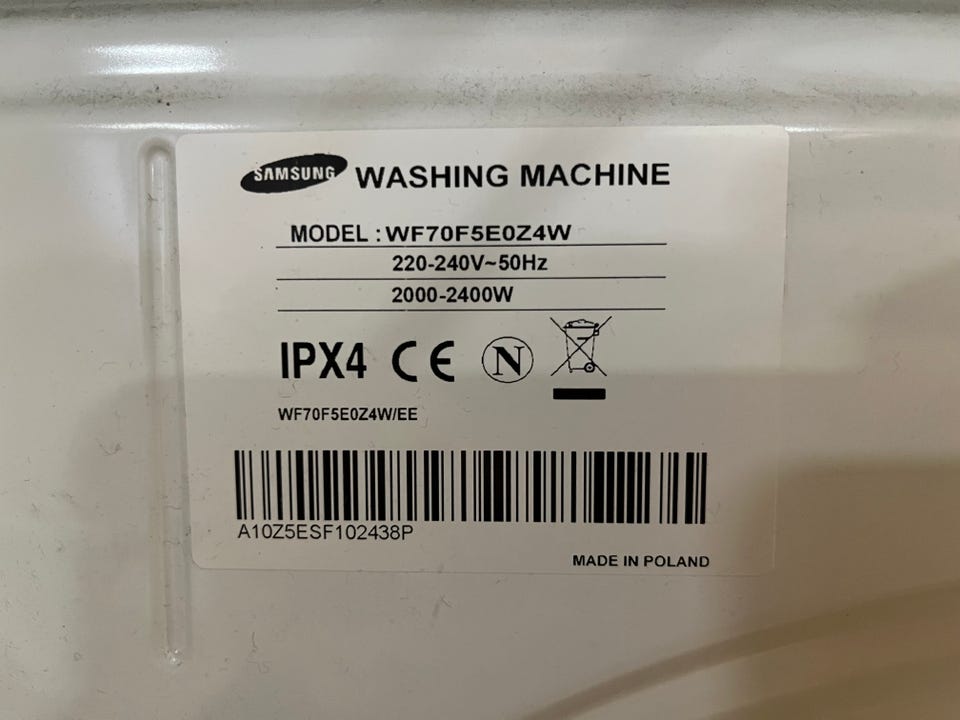 SAMSUNG WASHING MACHINE
MODEL : WF70F5E0Z4W
220-240V~50Hz
2000-2400W
IPX4 CE N
WF70F5E0Z4W/EE
A10Z5ESF102438P
MADE IN POLAND